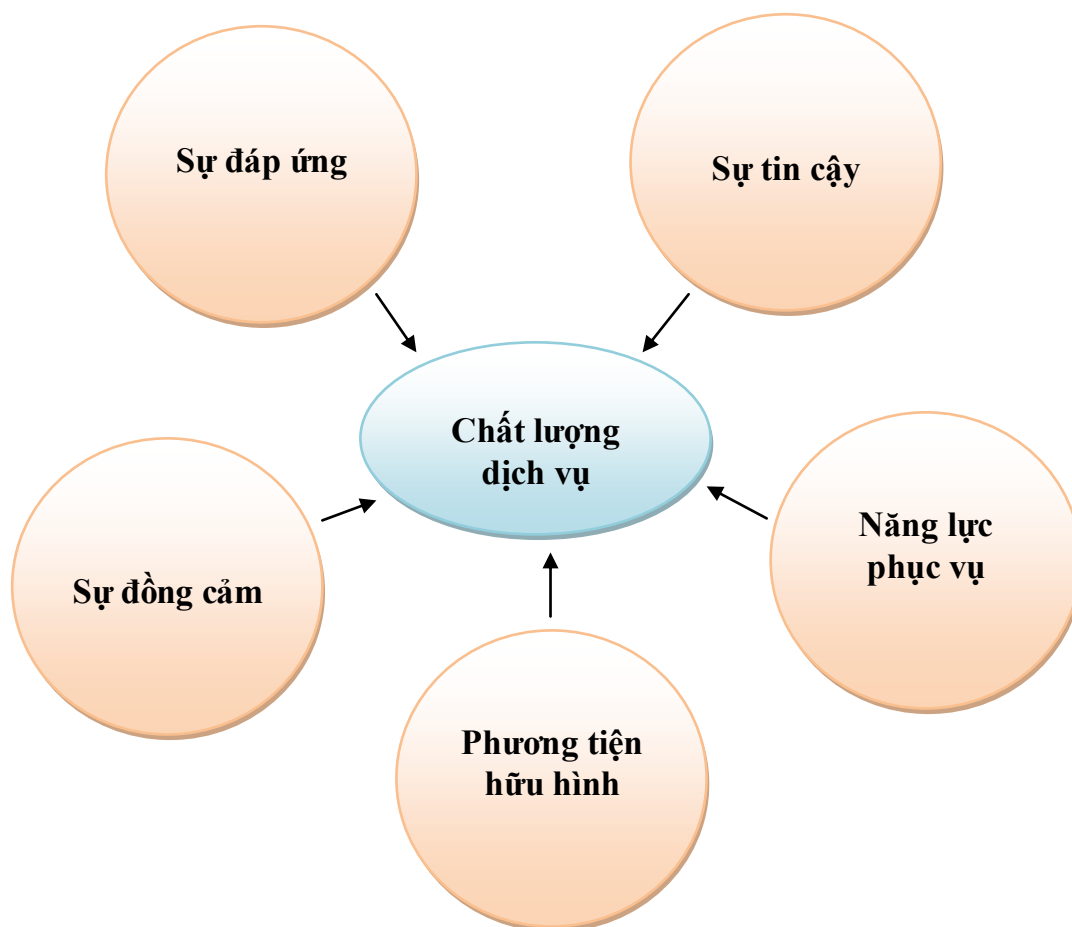 Sự đáp ứng
Sự tin cậy
Chất lượng
dịch vụ
Năng lực
phục vụ
Sự đồng cảm
Phương tiện
hữu hình